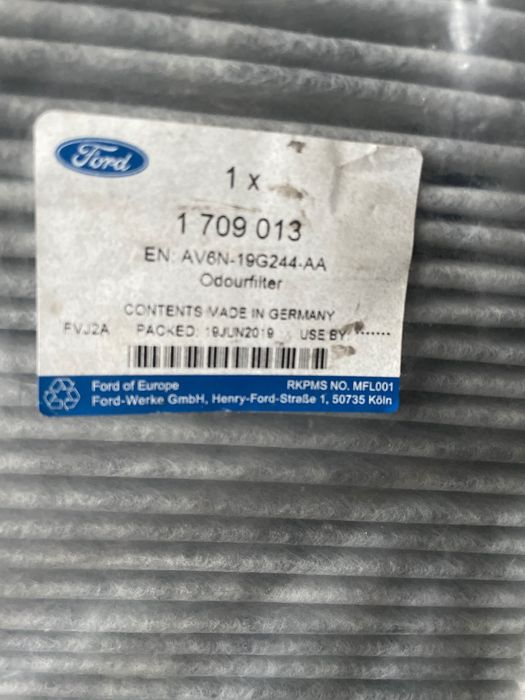 Ford
1 x
1 709 013
EN: AV6N-19G244-AA
Odourfilter
CONTENTS MADE IN GERMANY
FVJ2A PACKED: 19JUN2019 USE BY: *******
Ford of Europe RKPMS NO. MFL001
Ford-Werke GmbH, Henry-Ford-Straße 1, 50735 Köln